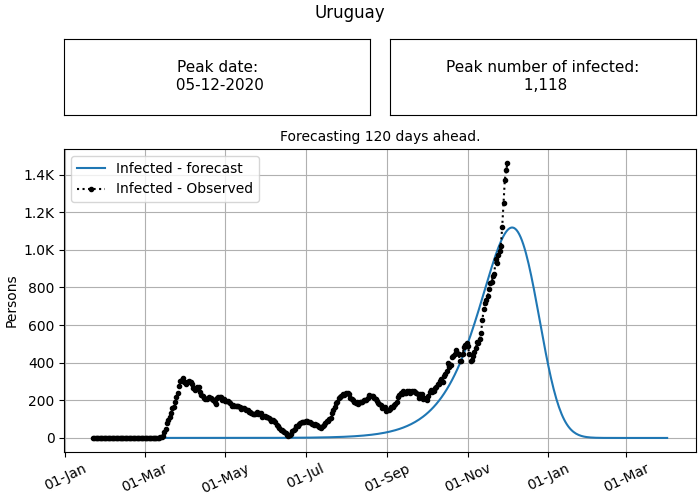 Uruguay
Peak date:
05-12-2020
Peak number of infected:
1,118
Forecasting 120 days ahead.
Infected - forecast
Infected - Observed
Persons
1.4K
1.2K
1.0K
800
600
400
200
0
01-Jan
01-Mar
01-May
01-Jul
01-Sep
01-Nov
01-Jan
01-Mar